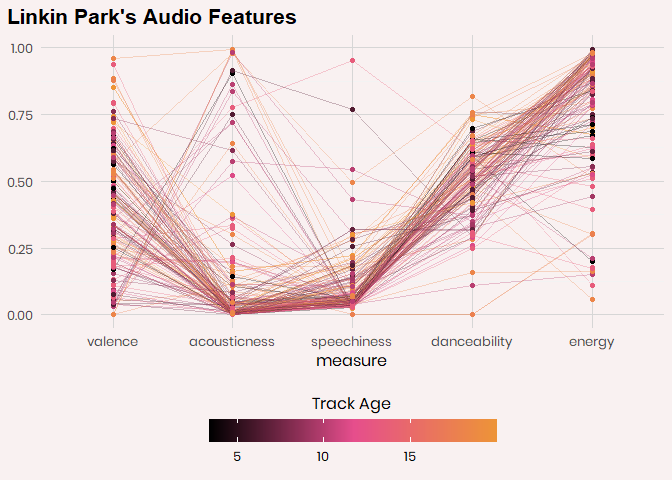 Linkin Park's Audio Features
1.00
0.75
0.50
0.25
0.00
valence acousticness speechiness danceability energy
measure
Track Age
5 10 15